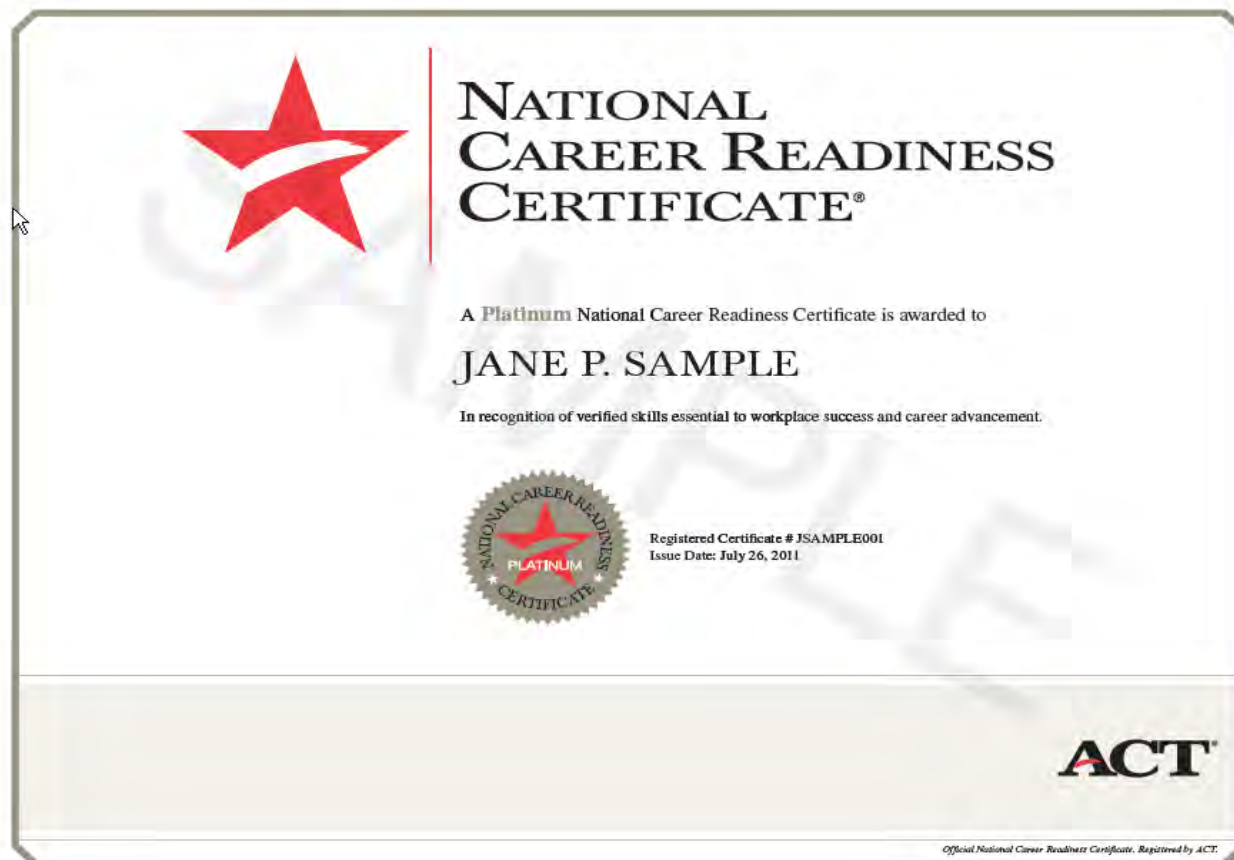 NATIONAL
CAREER READINESS
CERTIFICATE®
A Platinum National Career Readiness Certificate is awarded to
JANE P. SAMPLE
In recognition of verified skills essential to workplace success and career advancement.
NATIONAL CAREER READINESS
PLATINUM
CERTIFICATE
Registered Certificate # JSAMPLE001
Issue Date: July 26, 2011
SAMPLE
ACT®
Official National Career Readiness Certificate. Registered by ACT.